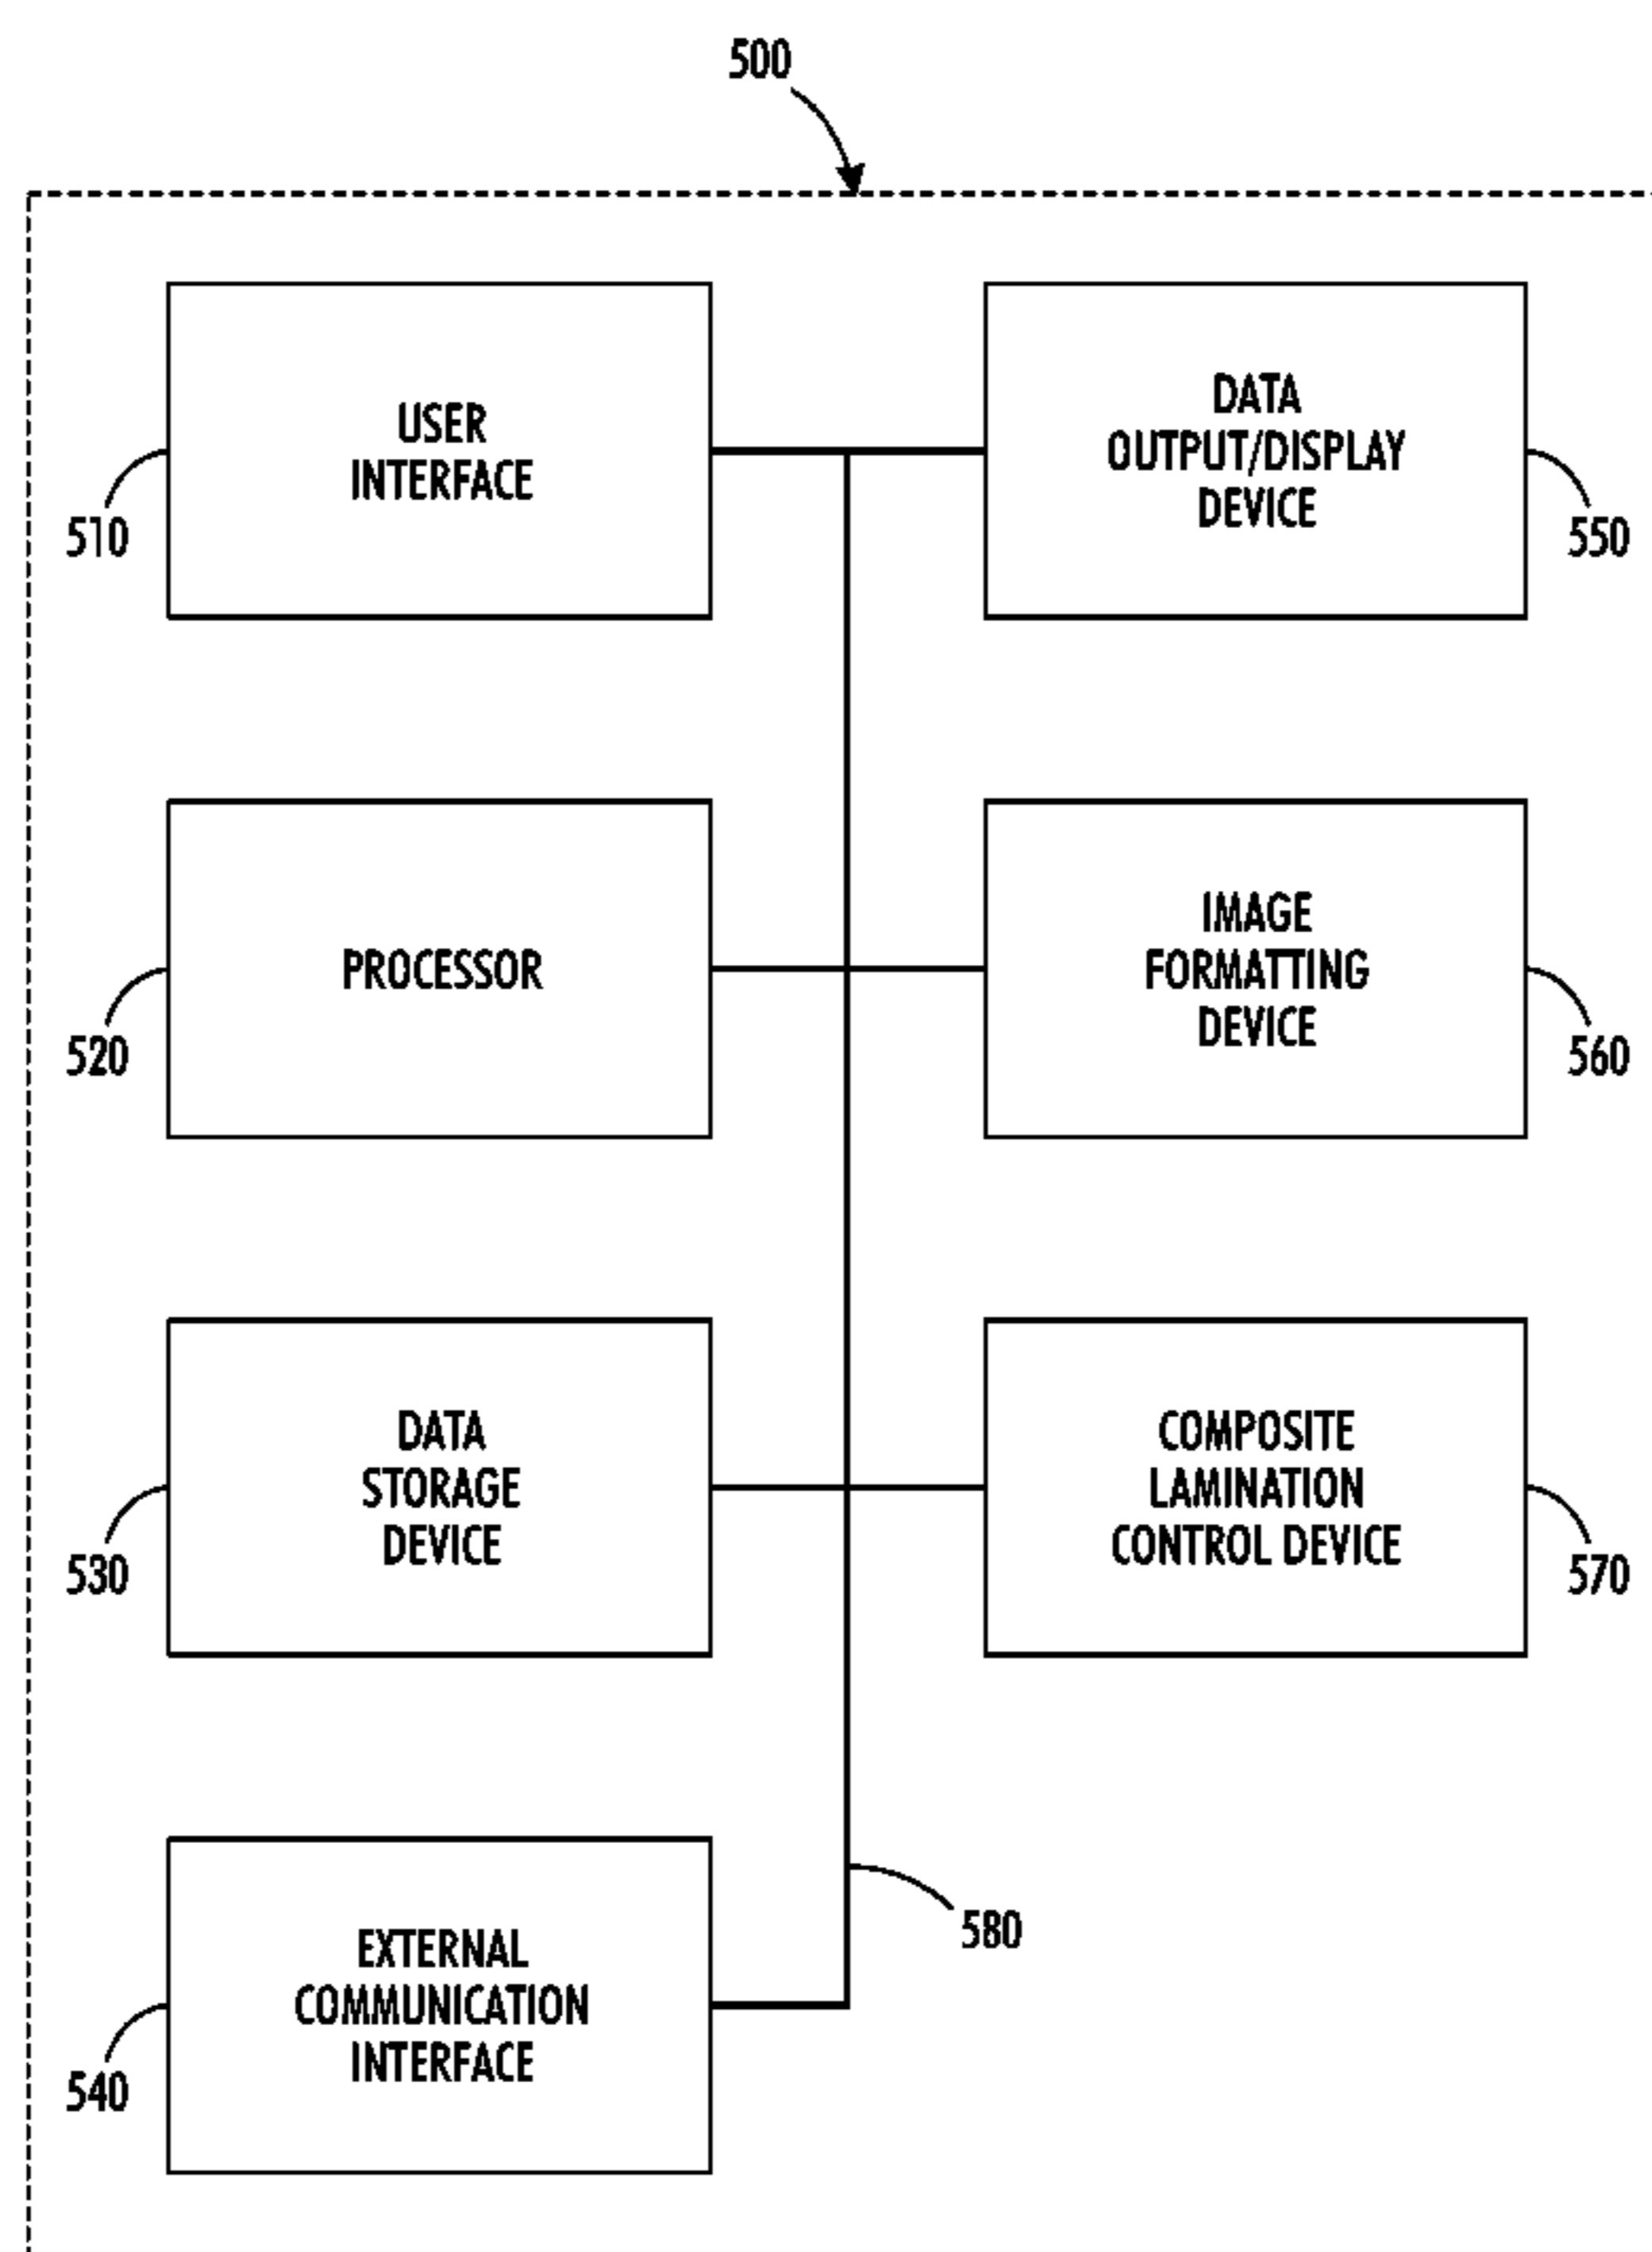 500
USER
INTERFACE
510
DATA
OUTPUT/DISPLAY
DEVICE
550
PROCESSOR
520
IMAGE
FORMATTING
DEVICE
560
DATA
STORAGE
DEVICE
530
COMPOSITE
LAMINATION
CONTROL DEVICE
570
EXTERNAL
COMMUNICATION
INTERFACE
540
580